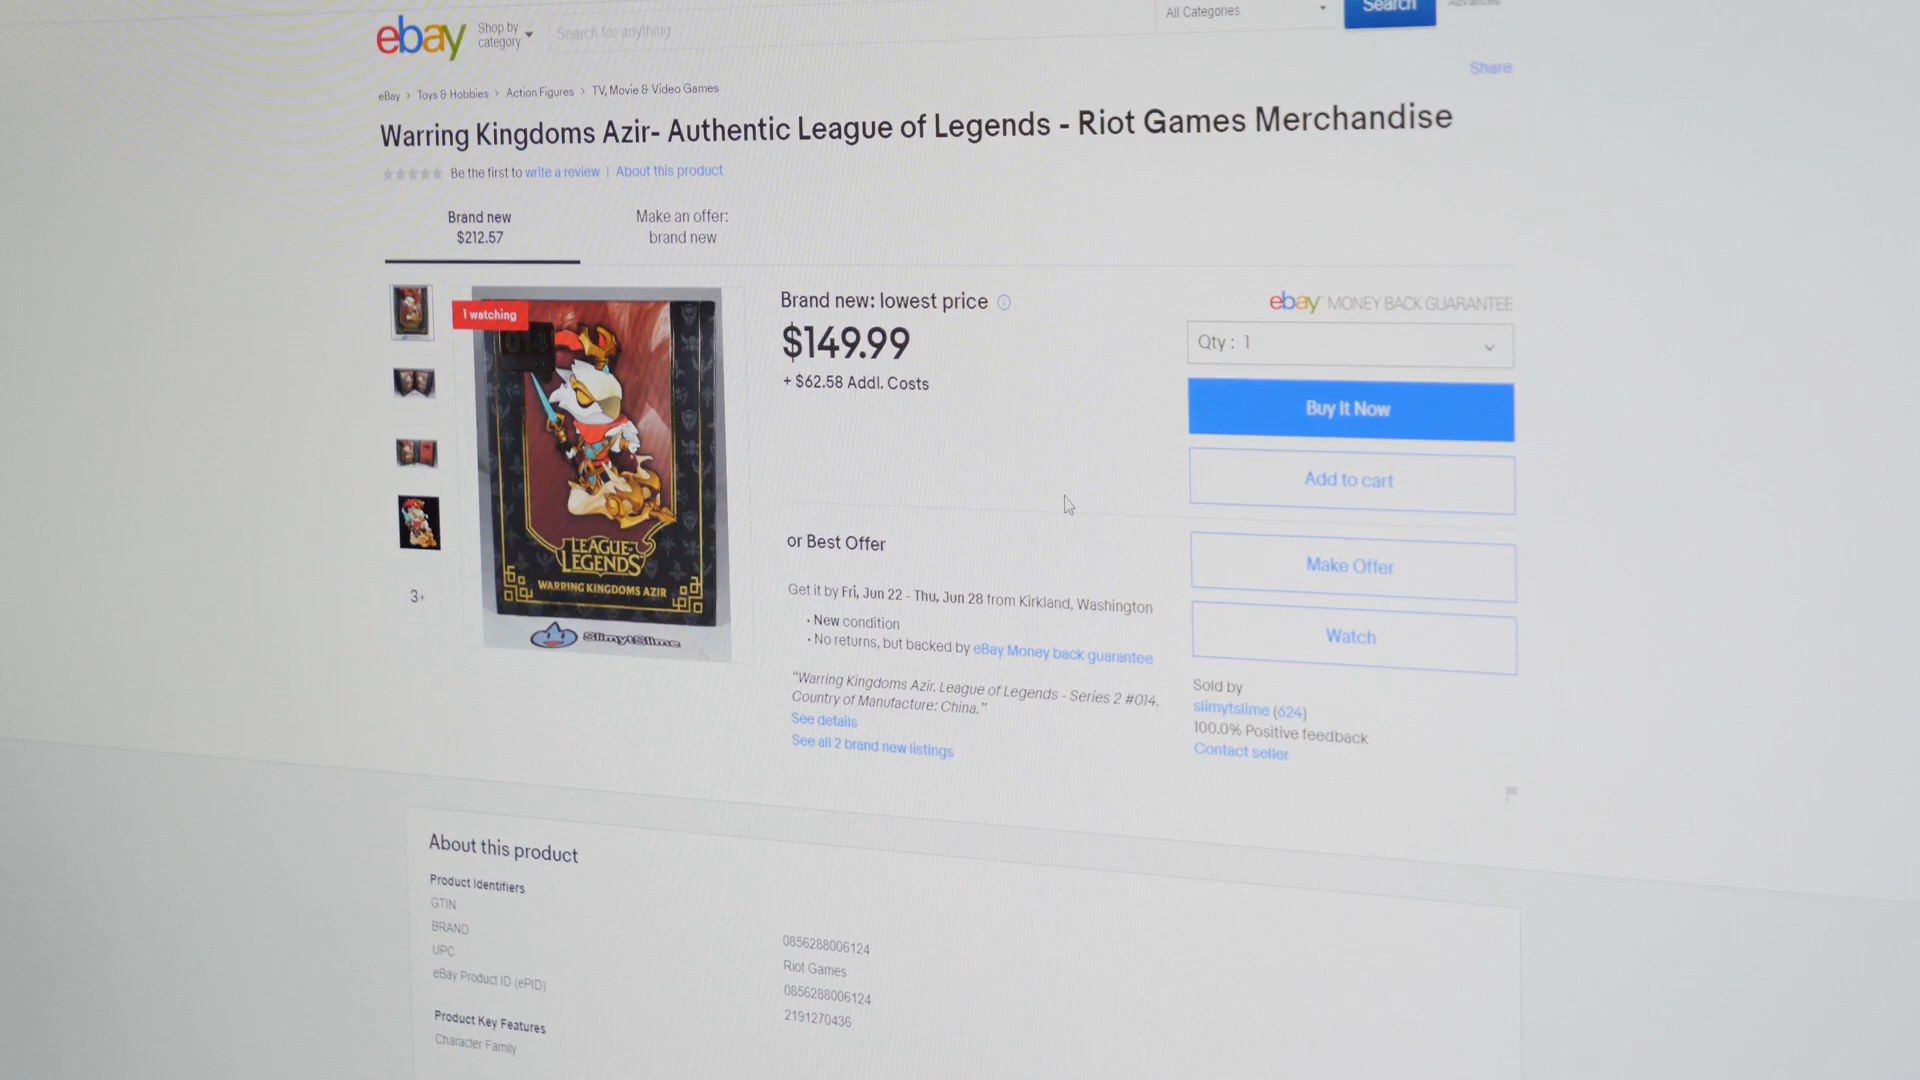 ebay
Shop by
category
Search for anything
All Categories
Search
Advanced
Share
eBay > Toys & Hobbies > Action Figures > TV, Movie & Video Games
Warring Kingdoms Azir- Authentic League of Legends - Riot Games Merchandise
Be the first to write a review | About this product
Brand new
$212.57
Make an offer:
brand new
1 watching
014
LEAGUE OF
LEGENDS
WARRING KINGDOMS AZIR
SlimytSlime
3+
Brand new: lowest price
$149.99
+ $62.58 Addl. Costs
or Best Offer
Get it by Fri, Jun 22 - Thu, Jun 28 from Kirkland, Washington
• New condition
• No returns, but backed by eBay Money back guarantee
"Warring Kingdoms Azir. League of Legends - Series 2 #014.
Country of Manufacture: China."
See details
See all 2 brand new listings
ebay MONEY BACK GUARANTEE
Qty : 1
Buy It Now
Add to cart
Make Offer
Watch
Sold by
slimytslime (624)
100.0% Positive feedback
Contact seller
About this product
Product Identifiers
GTIN
0856288006124
BRAND
Riot Games
UPC
0856288006124
eBay Product ID (ePID)
2191270436
Product Key Features
Character Family